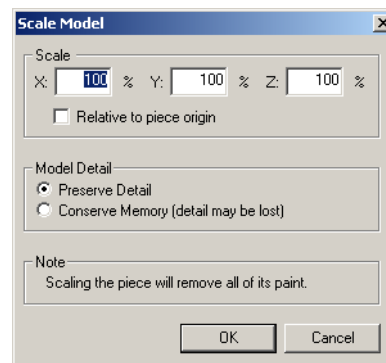 Scale Model
Scale
X: 100 % Y: 100 % Z: 100 %
Relative to piece origin
Model Detail
Preserve Detail
Conserve Memory (detail may be lost)
Note
Scaling the piece will remove all of its paint.
OK Cancel